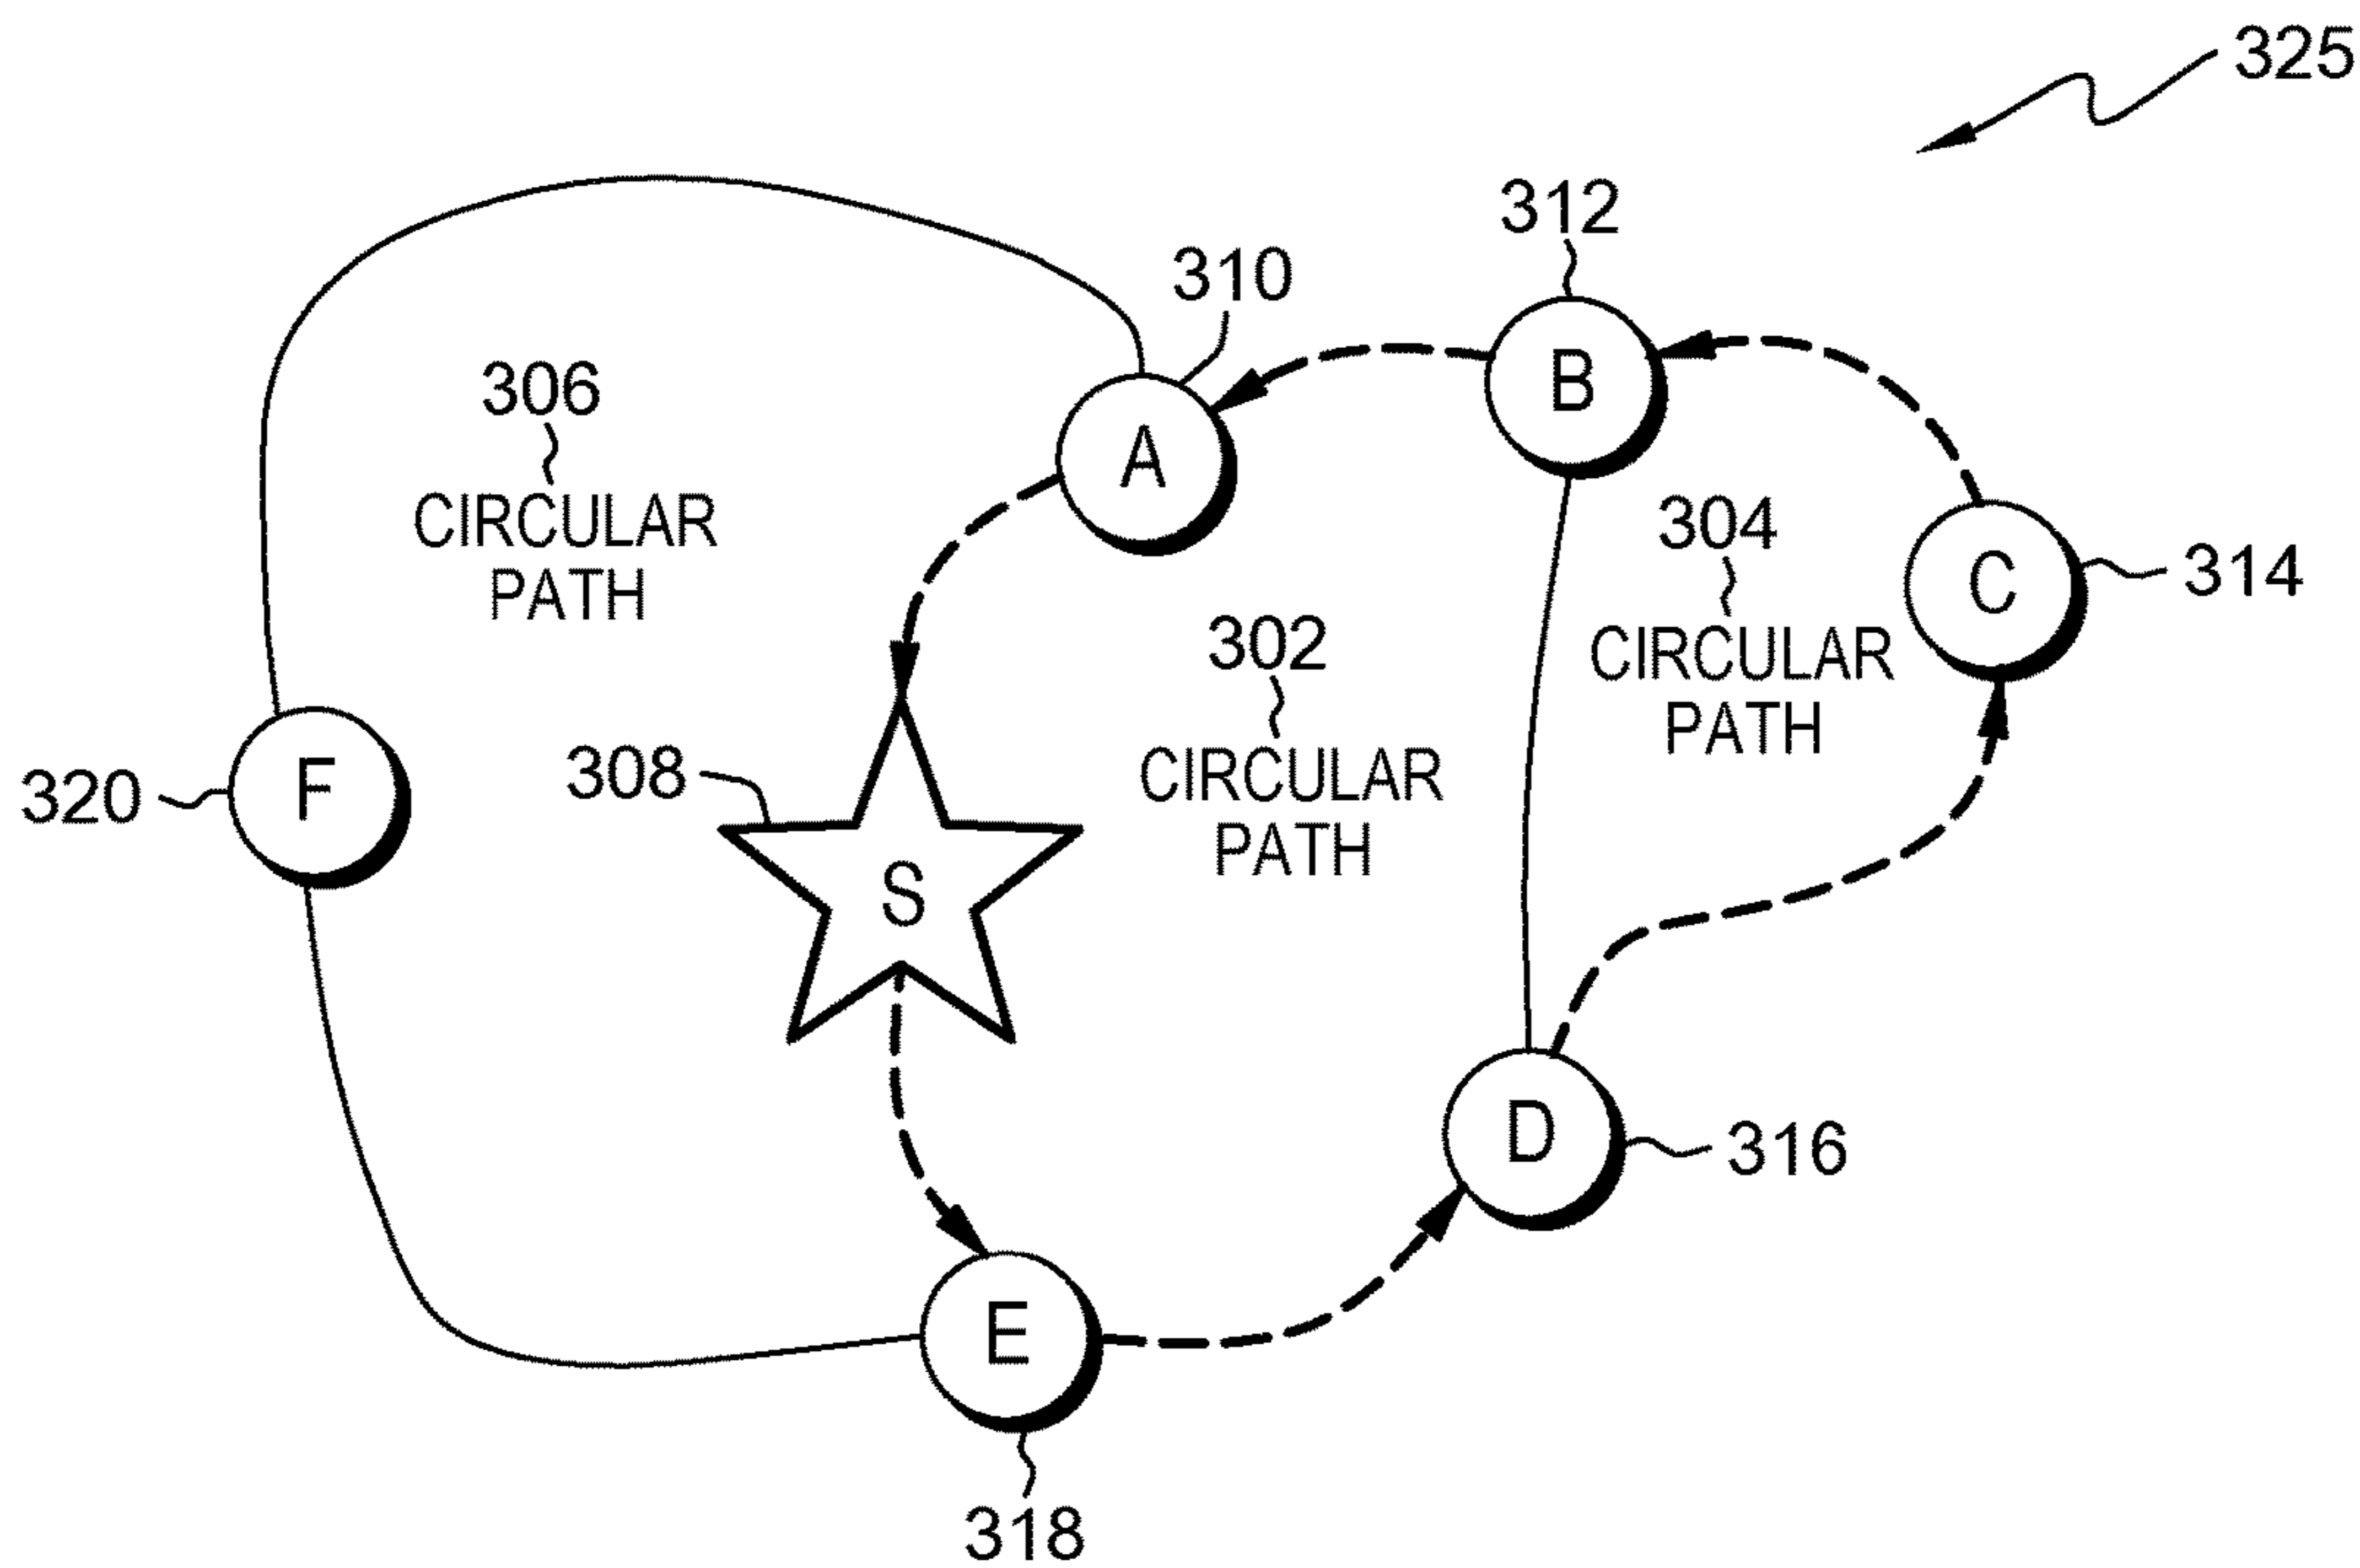 325
312
310
B
306
A
CIRCULAR
PATH
304
CIRCULAR
PATH
C
314
302
CIRCULAR
PATH
F
320
308
S
D
316
E
318